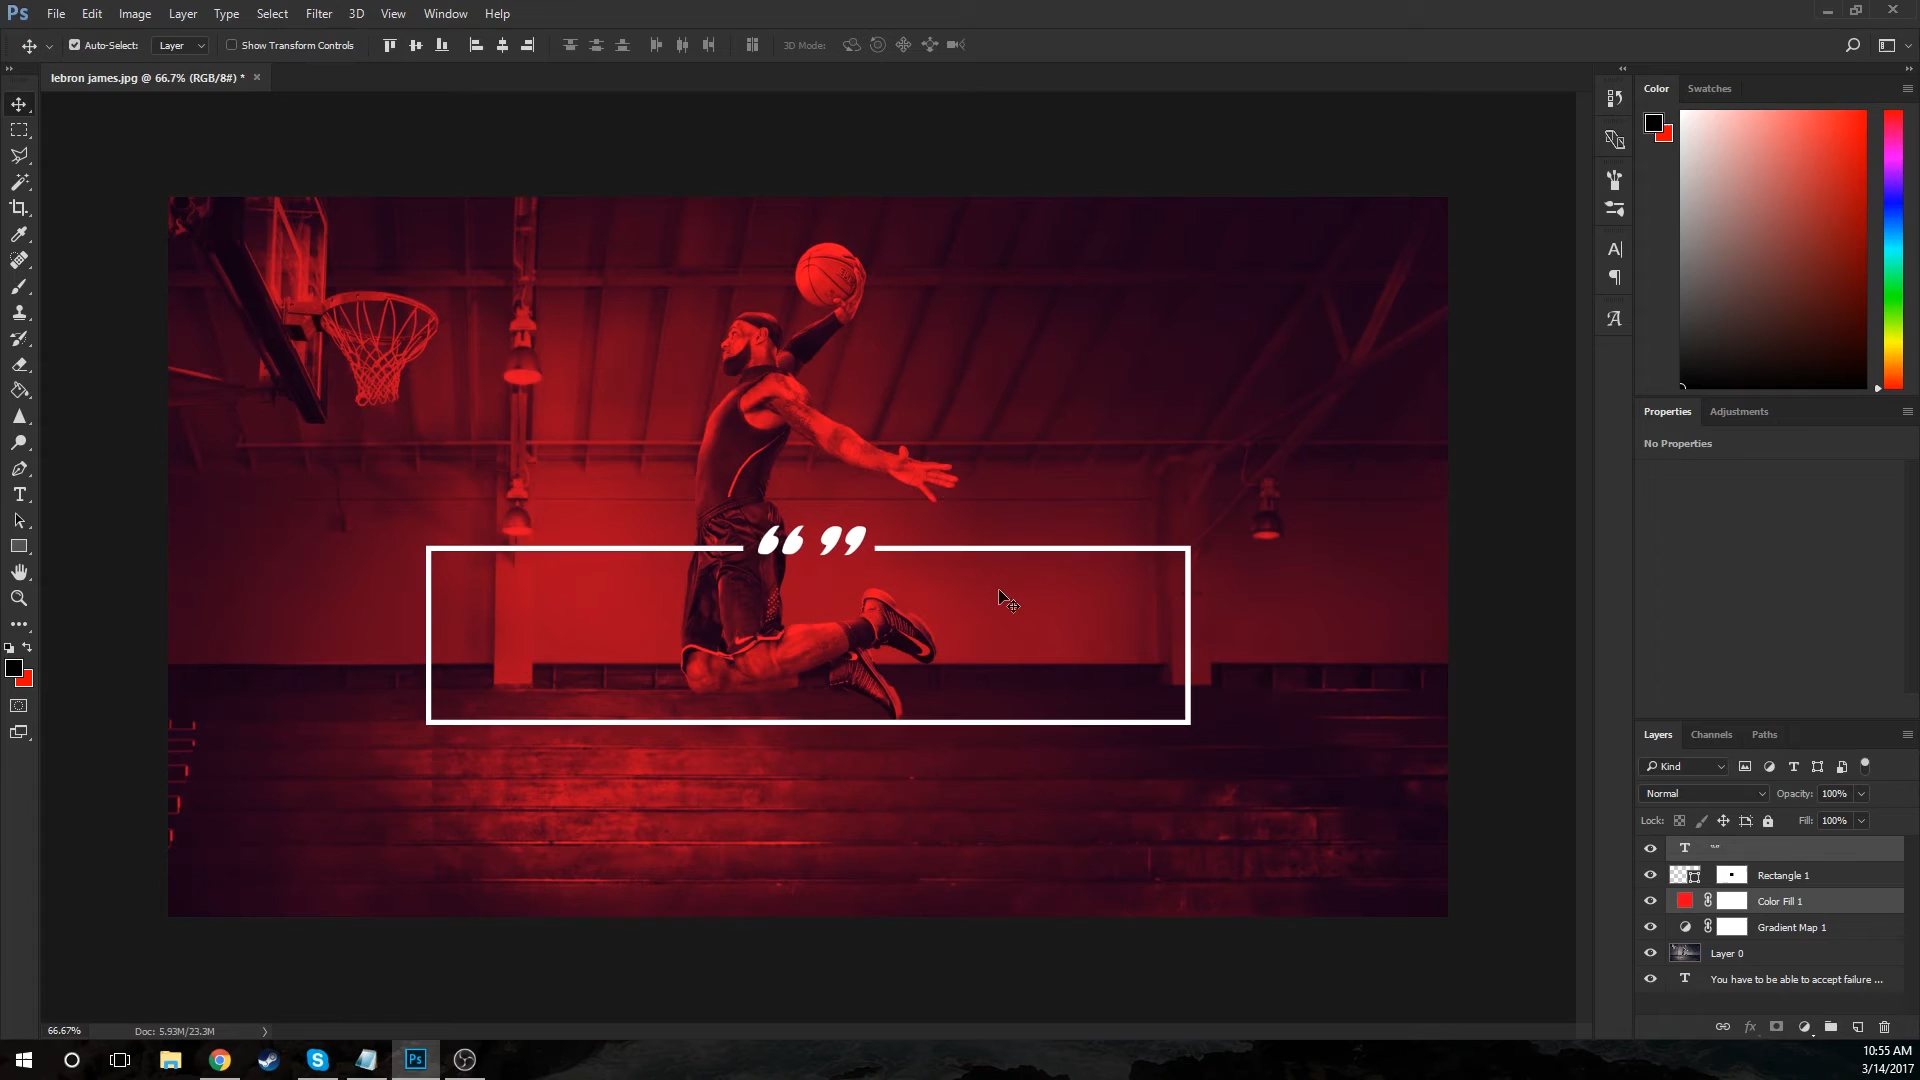 Ps File Edit Image Layer Type Select Filter 3D View Window Help
Auto-Select: Layer Show Transform Controls 3D Mode:
lebron james.jpg @ 66.7% (RGB/8#) * ×
Color Swatches
“ ”
Properties Adjustments
No Properties
Layers Channels Paths
Kind
Normal Opacity: 100%
Lock: Fill: 100%
T “”
Rectangle 1
Color Fill 1
Gradient Map 1
Layer 0
T You have to be able to accept failure ...
fx
66.67% Doc: 5.93M/23.3M
Ps
10:55 AM
3/14/2017